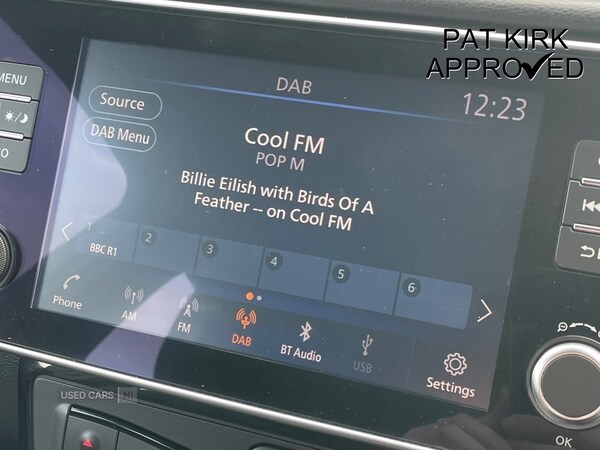 PAT KIRK
APPROVED
MENU
DAB
12:23
Source
DAB Menu
Cool FM
POP M
Billie Eilish with Birds Of A
Feather -- on Cool FM
1
BBC R1
2
3
4
5
6
Phone
AM
FM
DAB
BT Audio
USB
Settings
USED CARS NI
OK